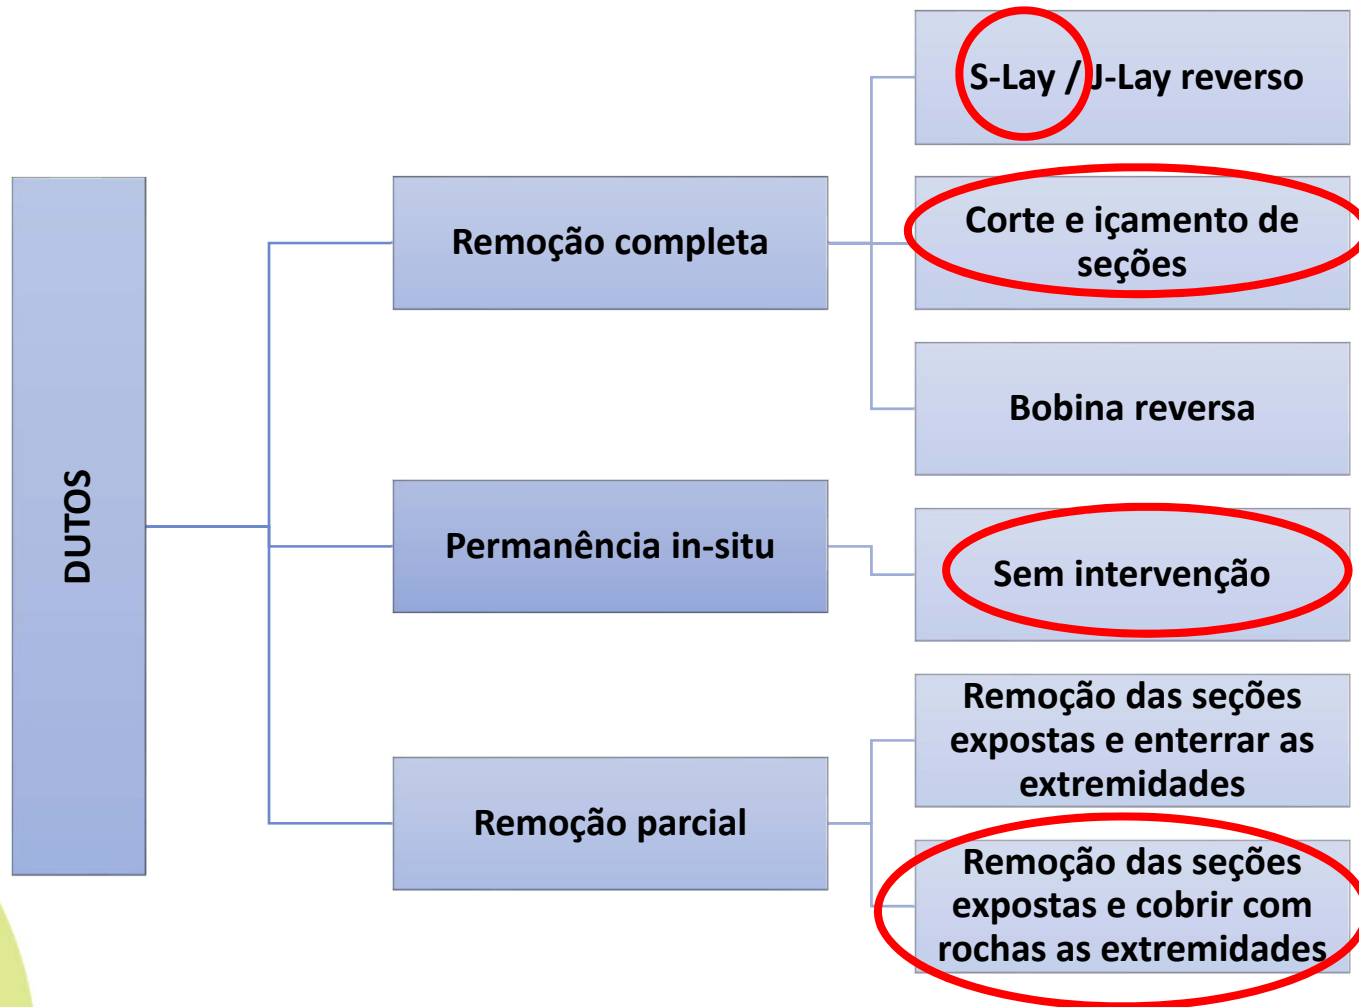 DUTOS
Remoção completa
S-Lay / J-Lay reverso
Corte e içamento de
seções
Bobina reversa
Permanência in-situ
Sem intervenção
Remoção parcial
Remoção das seções
expostas e enterrar as
extremidades
Remoção das seções
expostas e cobrir com
rochas as extremidades